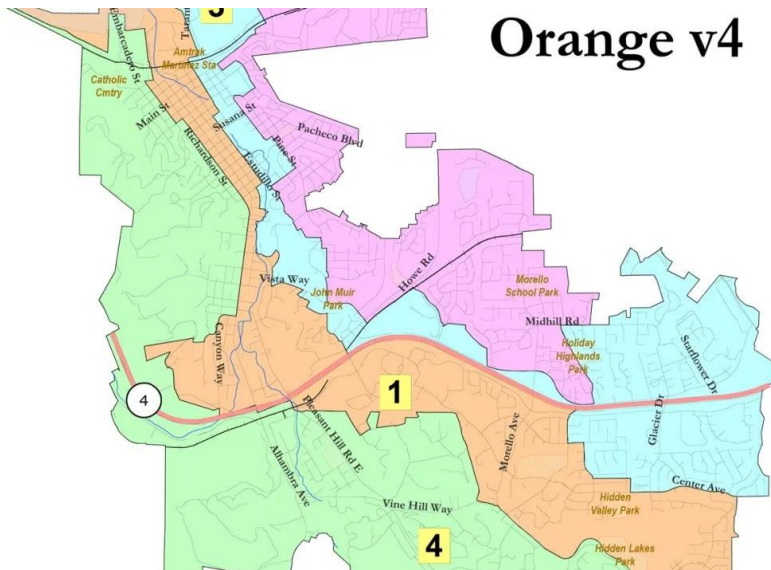 Orange v4
Embarcadero St
Amtrak
Martinez Sta
Catholic
Cmtry
Main St
Susana St
Richardson St
Pine St
Pacheco Blvd
Estudillo St
Vista Way
John Muir
Park
Howe Rd
Morello
School Park
Midhill Rd
Holiday
Highlands
Park
Canyon Way
Starflower Dr
4
1
Pleasant Hill Rd E
Morello Ave
Glacier Dr
Alhambra Ave
Center Ave
Vine Hill Way
Hidden
Valley Park
4
Hidden Lakes
Park